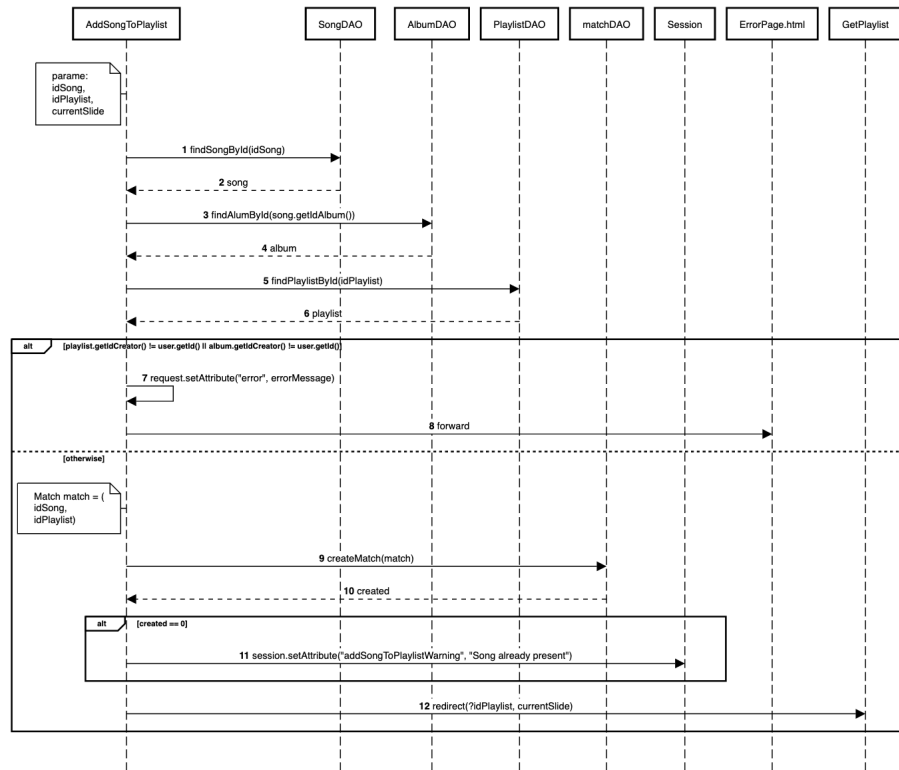 AddSongToPlaylist
SongDAO
AlbumDAO
PlaylistDAO
matchDAO
Session
ErrorPage.html
GetPlaylist
parame:
idSong,
idPlaylist,
currentSlide
1 findSongById(idSong)
2 song
3 findAlumById(song.getIdAlbum())
4 album
5 findPlaylistById(idPlaylist)
6 playlist
alt [playlist.getIdCreator() != user.getId() || album.getIdCreator() != user.getId()]
7 request.setAttribute("error", errorMessage)
8 forward
[otherwise]
Match match = (
idSong,
idPlaylist)
9 createMatch(match)
10 created
alt [created == 0]
11 session.setAttribute("addSongToPlaylistWarning", "Song already present")
12 redirect(?idPlaylist, currentSlide)